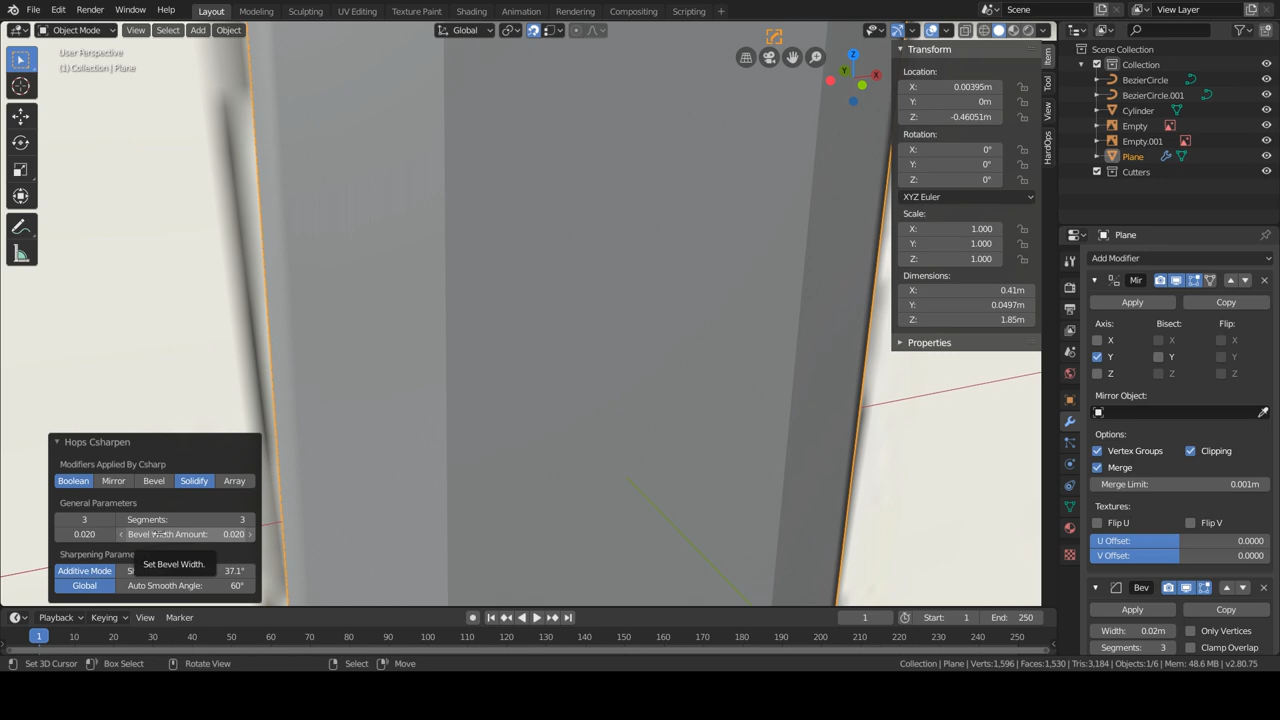 File Edit Render Window Help Layout Modeling Sculpting UV Editing Texture Paint Shading Animation Rendering Compositing Scripting + Scene View Layer
Object Mode View Select Add Object Global
User Perspective
(1) Collection | Plane
Transform
Location:
X: 0.00395m
Y: 0m
Z: -0.46051m
Rotation:
X: 0°
Y: 0°
Z: 0°
XYZ Euler
Scale:
X: 1.000
Y: 1.000
Z: 1.000
Dimensions:
X: 0.41m
Y: 0.0497m
Z: 1.85m
Properties
Item
Tool
View
HardOps
Z
Y
X
Scene Collection
Collection
BezierCircle
BezierCircle.001
Cylinder
Empty
Empty.001
Plane
Cutters
Plane
Add Modifier
Mir
Apply Copy
Axis: Bisect: Flip:
X X X
Y Y Y
Z Z Z
Mirror Object:
Options:
Vertex Groups Clipping
Merge
Merge Limit: 0.001m
Textures:
Flip U Flip V
U Offset: 0.0000
V Offset: 0.0000
Bev
Apply Copy
Width: 0.02m Only Vertices
Segments: 3 Clamp Overlap
Hops Csharpen
Modifiers Applied By Csharp
Boolean Mirror Bevel Solidify Array
General Parameters
3 Segments: 3
0.020 Bevel Width Amount: 0.020
Sharpening Parame
Set Bevel Width.
Additive Mode 37.1°
Global Auto Smooth Angle: 60°
Playback Keying View Marker 1 Start: 1 End: 250
1 10 20 30 40 50 60 70 80 90 100 110 120 130 140 150 160 170 180 190 200 210 220 230 240 250
Set 3D Cursor Box Select Rotate View Select Move Collection | Plane | Verts:1,596 | Faces:1,530 | Tris:3,184 | Objects:1/6 | Mem: 48.6 MB | v2.80.75